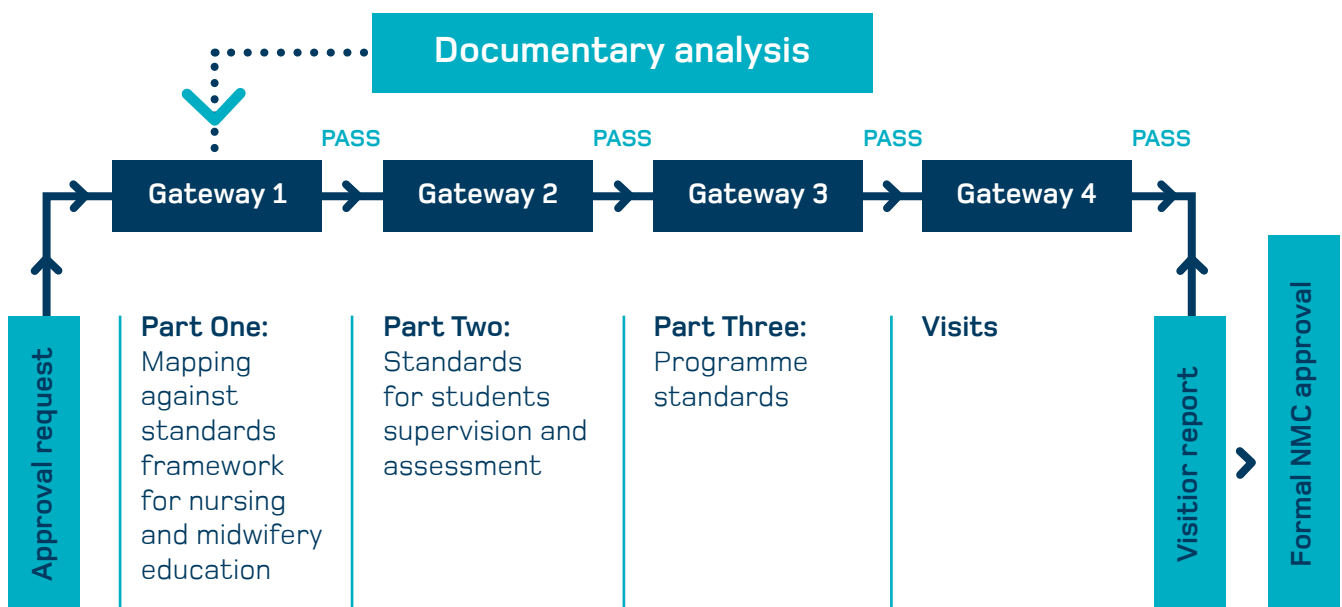 Documentary analysis
PASS
PASS
PASS
PASS
Gateway 1
Gateway 2
Gateway 3
Gateway 4
Approval request
Part One:
Mapping
against
standards
framework
for nursing
and midwifery
education
Part Two:
Standards
for students
supervision and
assessment
Part Three:
Programme
standards
Visits
Visitior report
Formal NMC approval